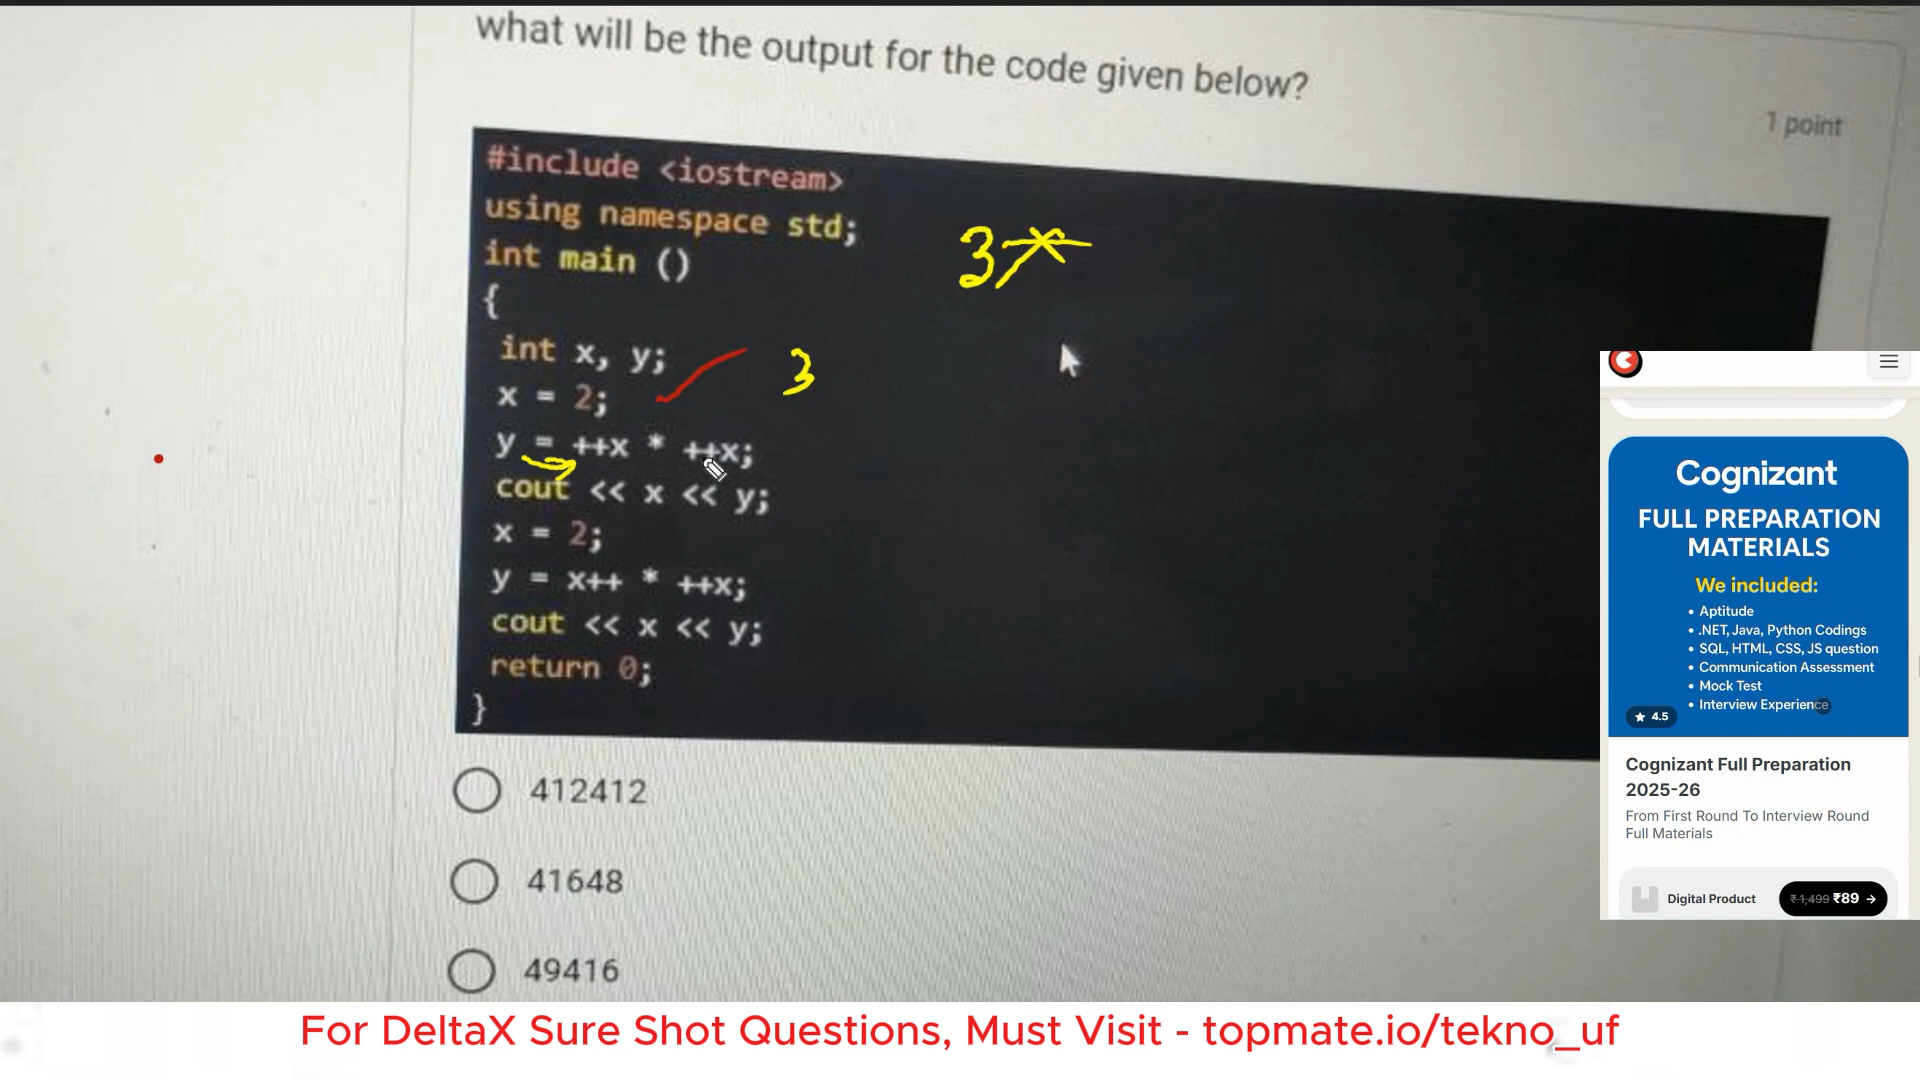 what will be the output for the code given below?
1 point
#include <iostream>
using namespace std;
int main ()
{
int x, y;
x = 2;
y = ++x * ++x;
cout << x << y;
x = 2;
y = x++ * ++x;
cout << x << y;
return 0;
}
3*
3
412412
41648
49416
Cognizant
FULL PREPARATION
MATERIALS
We included:
• Aptitude
• .NET, Java, Python Codings
• SQL, HTML, CSS, JS question
• Communication Assessment
• Mock Test
• Interview Experience
★ 4.5
Cognizant Full Preparation
2025-26
From First Round To Interview Round
Full Materials
Digital Product
₹1,499 ₹89 →
For DeltaX Sure Shot Questions, Must Visit - topmate.io/tekno_uf